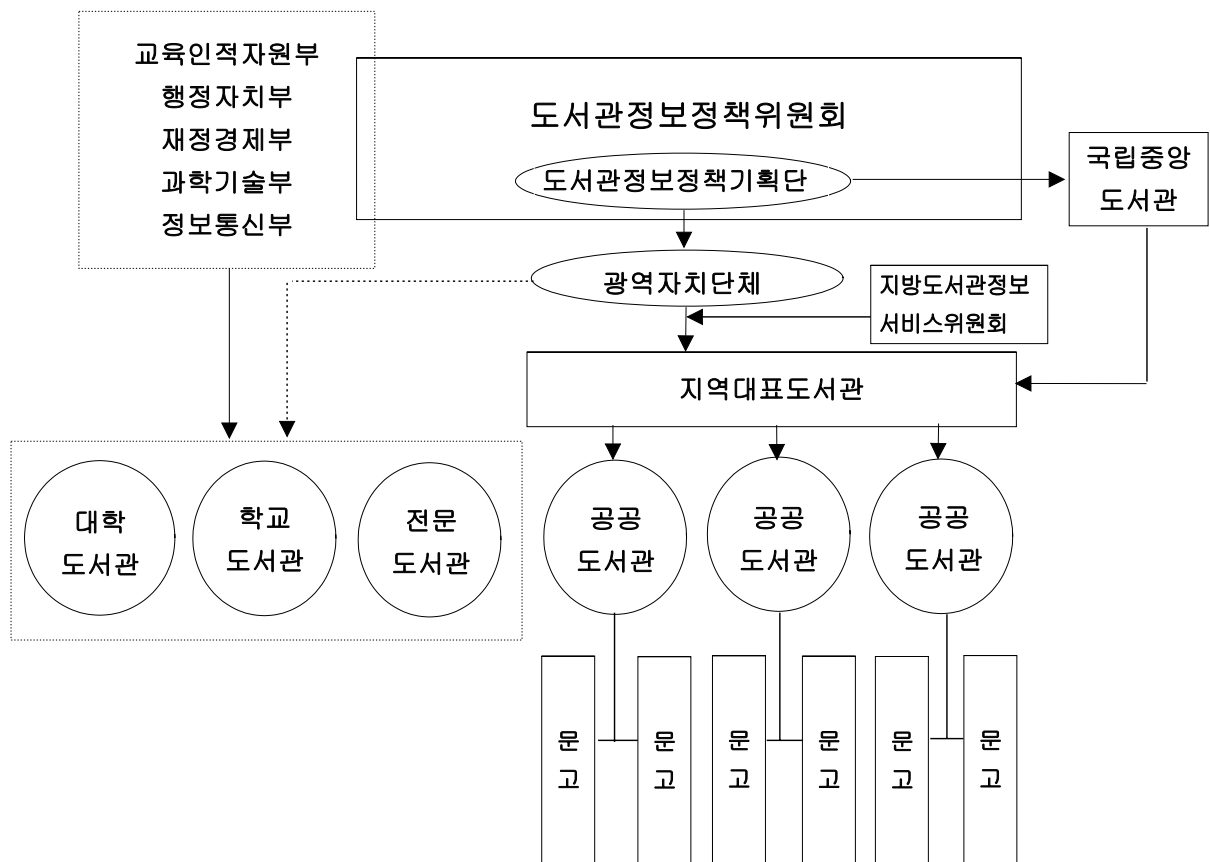 교육인적자원부
행정자치부
재정경제부
과학기술부
정보통신부
도서관정보정책위원회
도서관정보정책기획단
국립중앙
도서관
광역자치단체
지방도서관정보
서비스위원회
지역대표도서관
대학
도서관
학교
도서관
전문
도서관
공공
도서관
공공
도서관
공공
도서관
문
고
문
고
문
고
문
고
문
고
문
고